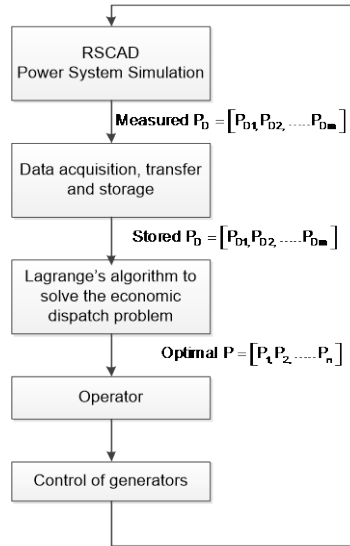 RSCAD
Power System Simulation
Measured P_D = [P_D1, P_D2, ..... P_Dm]
Data acquisition, transfer
and storage
Stored P_D = [P_D1, P_D2, ..... P_Dm]
Lagrange's algorithm to
solve the economic
dispatch problem
Optimal P = [P_1, P_2, ..... P_n]
Operator
Control of generators